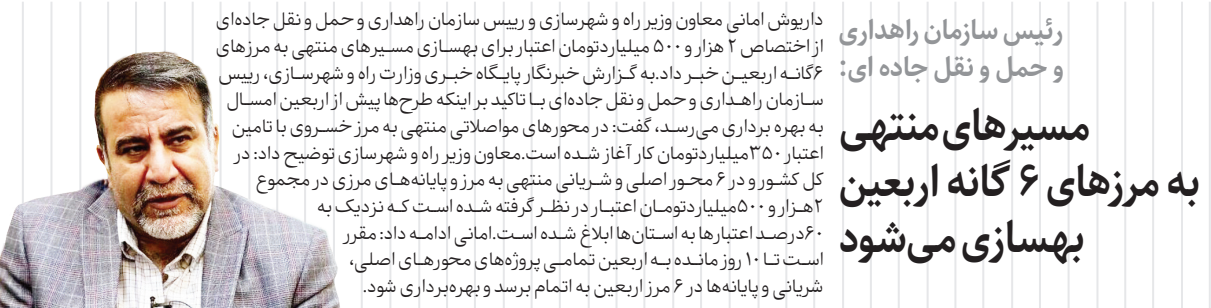 رئیس سازمان راهداری
و حمل و نقل جاده ای:
مسیرهای منتهی
به مرزهای ۶ گانه اربعین
بهسازی می‌شود
داریوش امانی معاون وزیر راه و شهرسازی و رییس سازمان راهداری و حمل و نقل جاده‌ای
از اختصاص ۲ هزار و ۵۰۰ میلیاردتومان اعتبار برای بهسازی مسیرهای منتهی به مرزهای
۶گانه اربعین خبر داد.به گزارش خبرنگار پایگاه خبری وزارت راه و شهرسازی، رییس
سازمان راهداری و حمل و نقل جاده‌ای با تاکید بر اینکه طرح‌ها پیش از اربعین امسال
به بهره برداری می‌رسد، گفت: در محورهای مواصلاتی منتهی به مرز خسروی با تامین
اعتبار ۳۵۰میلیاردتومان کار آغاز شده است.معاون وزیر راه و شهرسازی توضیح داد: در
کل کشور و در ۶ محور اصلی و شریانی منتهی به مرز و پایانه‌های مرزی در مجموع
۲هزار و ۵۰۰میلیاردتومان اعتبار در نظر گرفته شده است که نزدیک به
۶۰درصد اعتبارها به استان‌ها ابلاغ شده است.امانی ادامه داد: مقرر
است تا ۱۰ روز مانده به اربعین تمامی پروژه‌های محورهای اصلی،
شریانی و پایانه‌ها در ۶ مرز اربعین به اتمام برسد و بهره‌برداری شود.